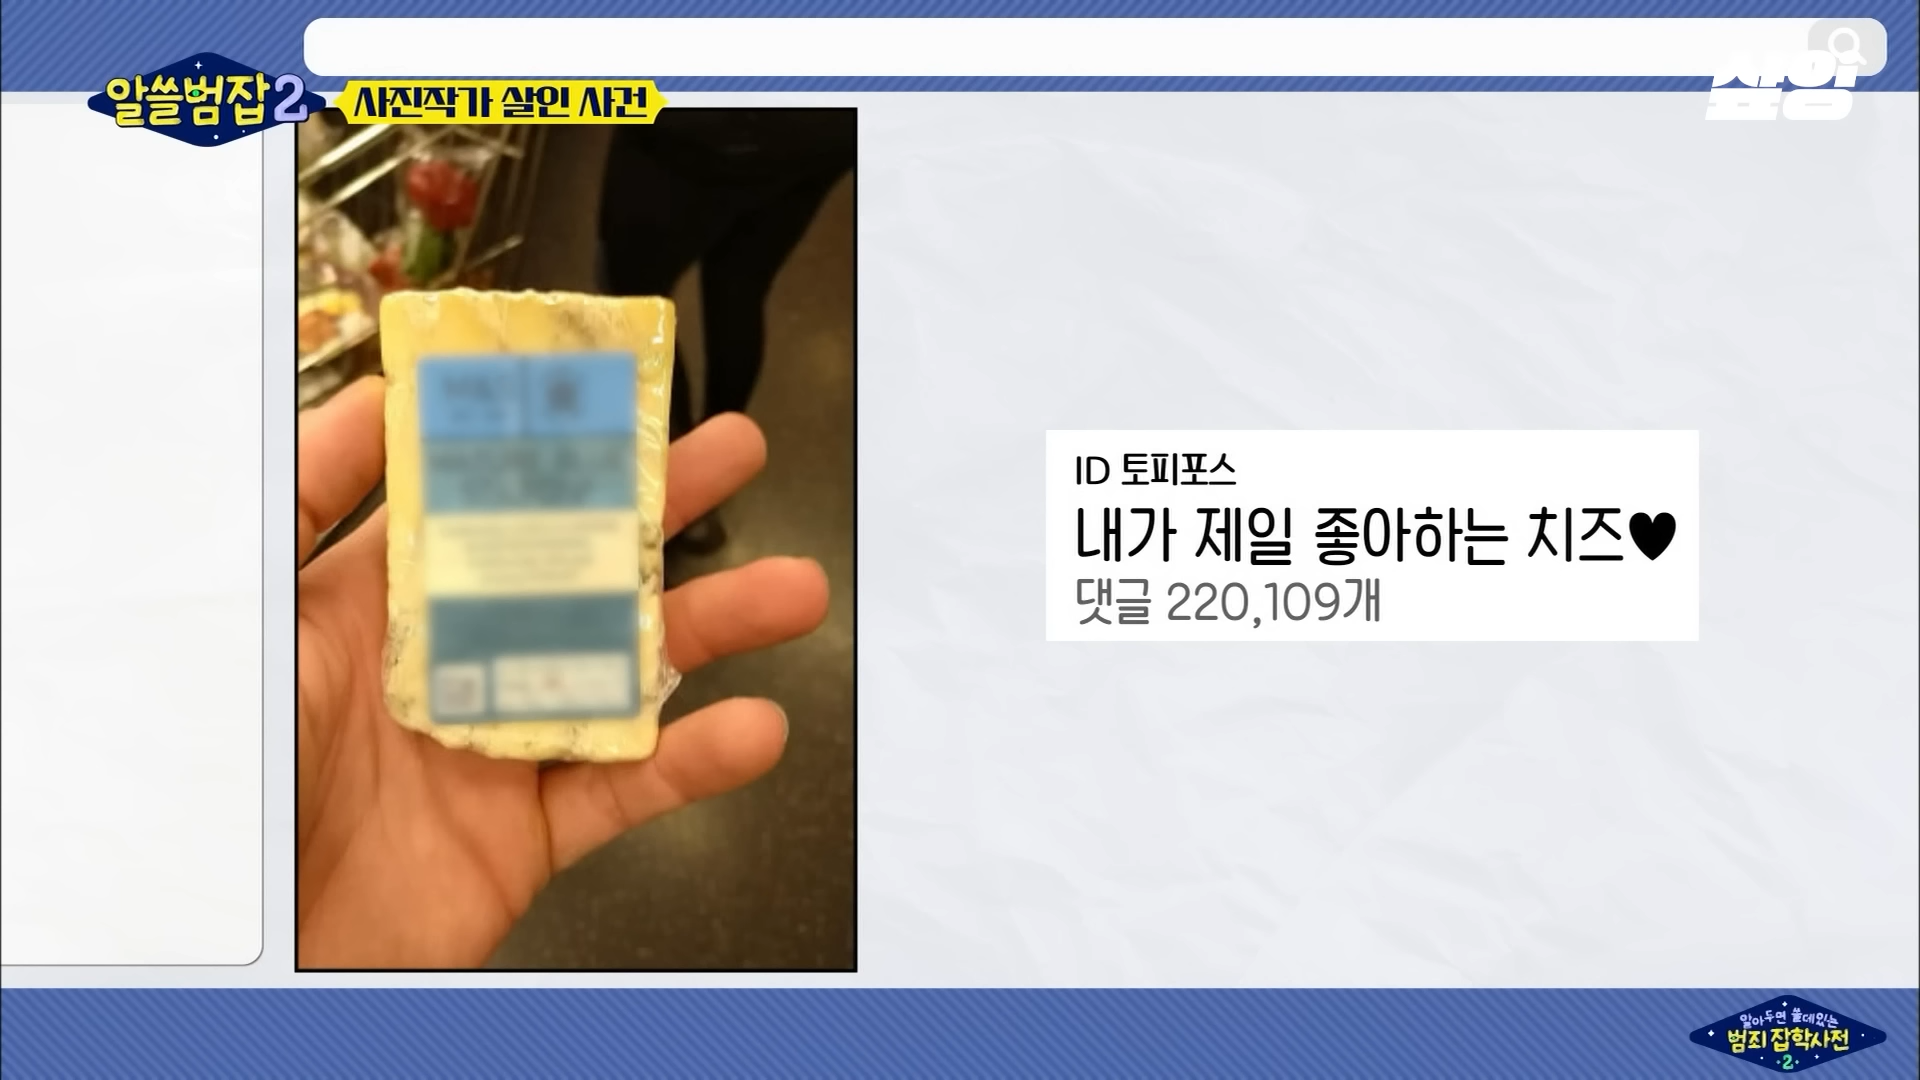 알쓸범잡2
사진작가 살인 사건
샾잉
ID 토피포스
내가 제일 좋아하는 치즈♥
댓글 220,109개
알아두면 쓸데있는
범죄 잡학사전
2